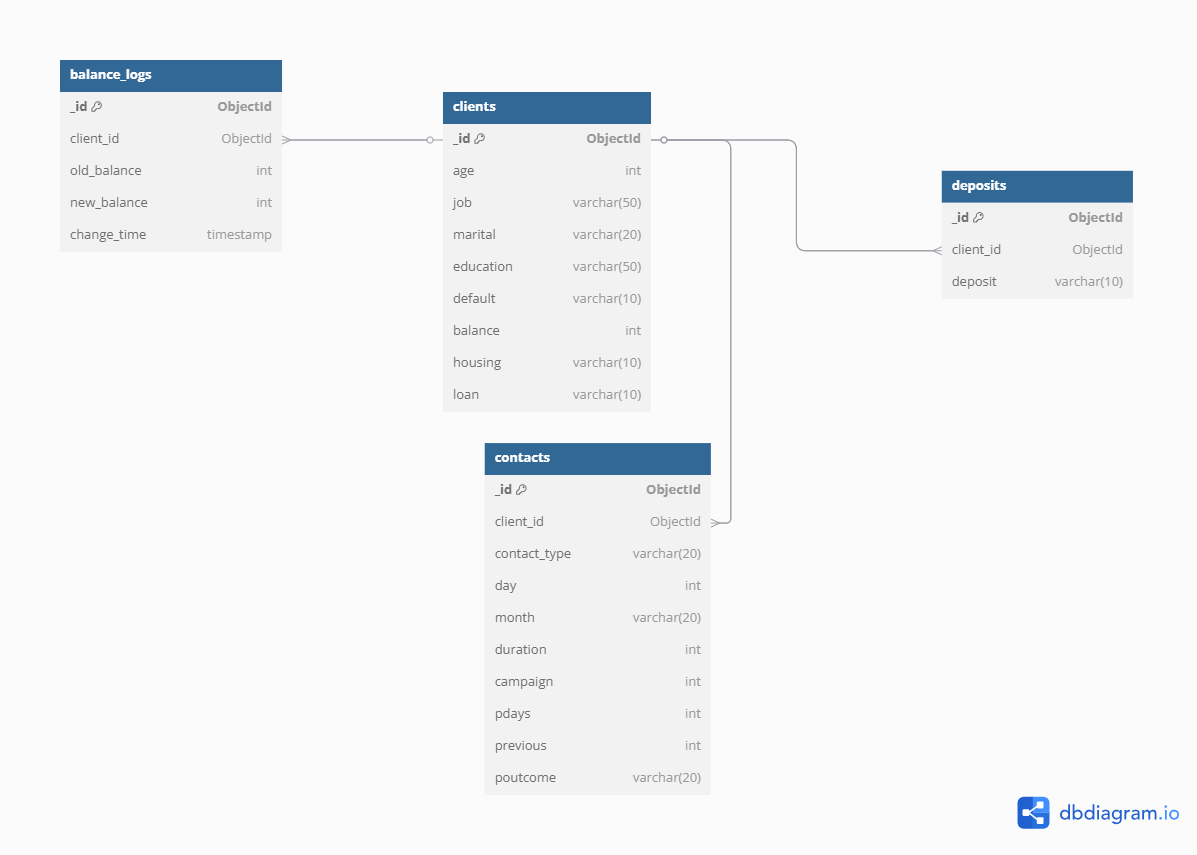 balance_logs
_id ObjectId
client_id ObjectId
old_balance int
new_balance int
change_time timestamp
clients
_id ObjectId
age int
job varchar(50)
marital varchar(20)
education varchar(50)
default varchar(10)
balance int
housing varchar(10)
loan varchar(10)
deposits
_id ObjectId
client_id ObjectId
deposit varchar(10)
contacts
_id ObjectId
client_id ObjectId
contact_type varchar(20)
day int
month varchar(20)
duration int
campaign int
pdays int
previous int
poutcome varchar(20)
dbdiagram.io